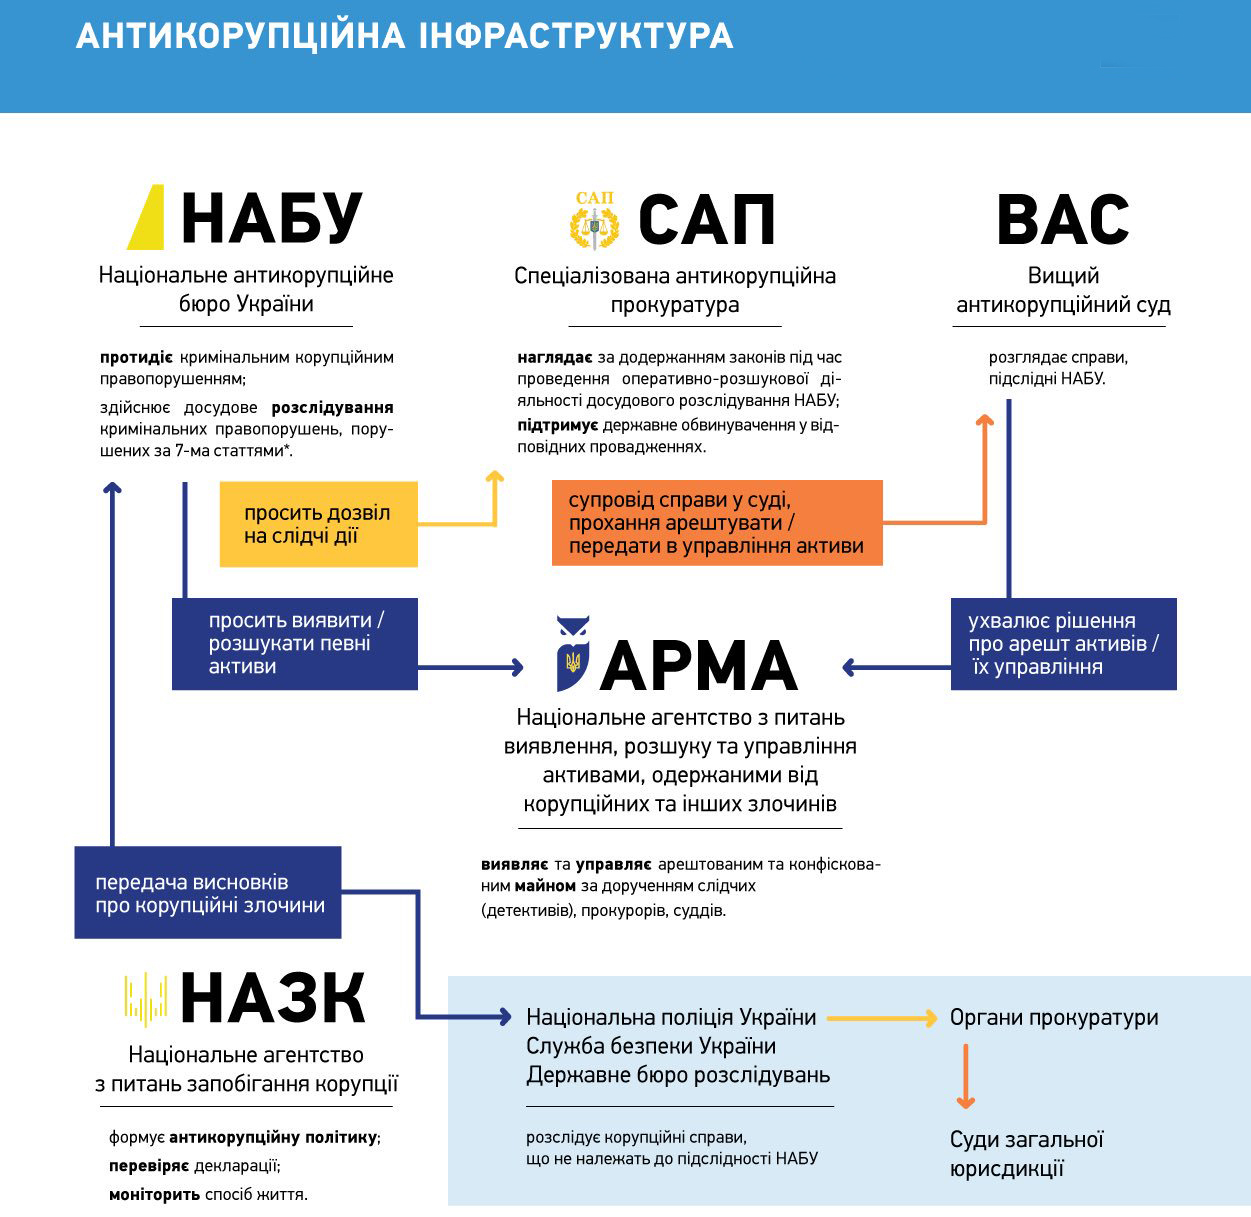 АНТИКОРУПЦІЙНА ІНФРАСТРУКТУРА
НАБУ
Національне антикорупційне
бюро України
протидіє кримінальним корупційним
правопорушенням;
здійснює досудове розслідування
кримінальних правопорушень, пору-
шених за 7-ма статтями*.
САП
САП
Спеціалізована антикорупційна
прокуратура
наглядає за додержанням законів під час
проведення оперативно-розшукової ді-
яльності досудового розслідування НАБУ;
підтримує державне обвинувачення у від-
повідних провадженнях.
ВАС
Вищий
антикорупційний суд
розглядає справи,
підслідні НАБУ.
просить дозвіл
на слідчі дії
супровід справи у суді,
прохання арештувати /
передати в управління активи
просить виявити /
розшукати певні
активи
ухвалює рішення
про арешт активів /
їх управління
АРМА
Національне агентство з питань
виявлення, розшуку та управління
активами, одержаними від
корупційних та інших злочинів
виявляє та управляє арештованим та конфіскова-
ним майном за дорученням слідчих
(детективів), прокурорів, суддів.
передача висновків
про корупційні злочини
НАЗК
Національне агентство
з питань запобігання корупції
формує антикорупційну політику;
перевіряє декларації;
моніторить спосіб життя.
Національна поліція України
Служба безпеки України
Державне бюро розслідувань
розслідує корупційні справи,
що не належать до підслідності НАБУ
Органи прокуратури
Суди загальної
юрисдикції